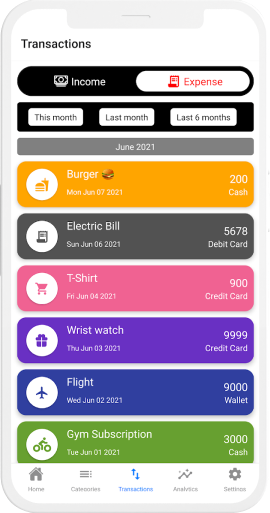 Transactions
Income
Expense
This month
Last month
Last 6 months
June 2021
Burger 🍔
200
Mon Jun 07 2021
Cash
Electric Bill
5678
Sun Jun 06 2021
Debit Card
T-Shirt
900
Fri Jun 04 2021
Credit Card
Wrist watch
9999
Thu Jun 03 2021
Credit Card
Flight
9000
Wed Jun 02 2021
Wallet
Gym Subscription
3000
Tue Jun 01 2021
Cash
Home
Categories
Transactions
Analytics
Settings